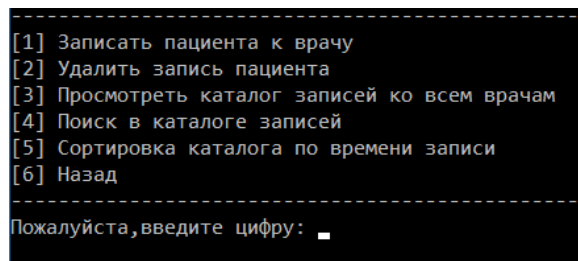 -----------------------------------------------
[1] Записать пациента к врачу
[2] Удалить запись пациента
[3] Просмотреть каталог записей ко всем врачам
[4] Поиск в каталоге записей
[5] Сортировка каталога по времени записи
[6] Назад
-----------------------------------------------
Пожалуйста,введите цифру: _